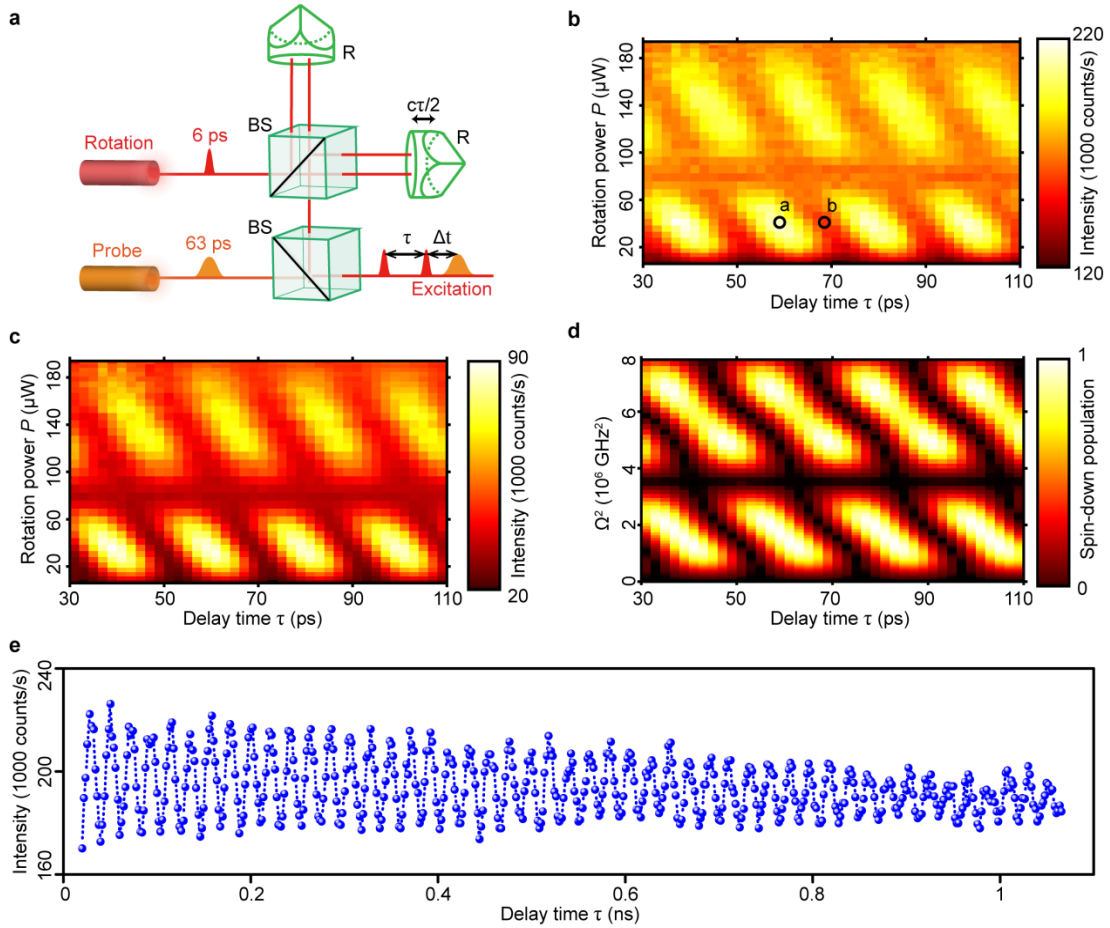 a
R
cτ/2
BS
R
6 ps
Rotation
BS
63 ps
τ
Δt
Probe
Excitation
b
Rotation power P (μW)
180
140
100
60
20
a
b
30
50
70
90
110
Delay time τ (ps)
220
120
Intensity (1000 counts/s)
c
Rotation power P (μW)
180
140
100
60
20
30
50
70
90
110
Delay time τ (ps)
90
20
Intensity (1000 counts/s)
d
Ω² (10⁶ GHz²)
8
6
4
2
0
30
50
70
90
110
Delay time τ (ps)
1
0
Spin-down population
e
Intensity (1000 counts/s)
240
200
160
0
0.2
0.4
0.6
0.8
1
Delay time τ (ns)